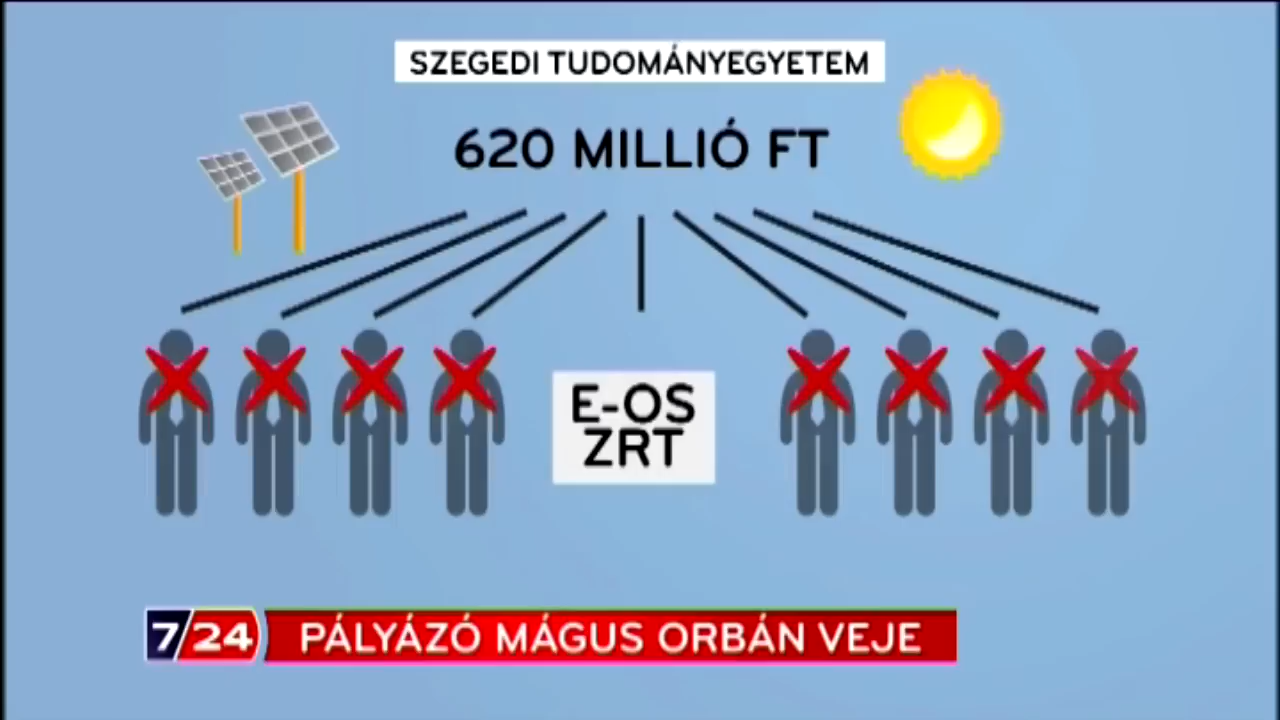 SZEGEDI TUDOMÁNYEGYETEM
620 MILLIÓ FT
E-OS
ZRT
7/24 PÁLYÁZÓ MÁGUS ORBÁN VEJE